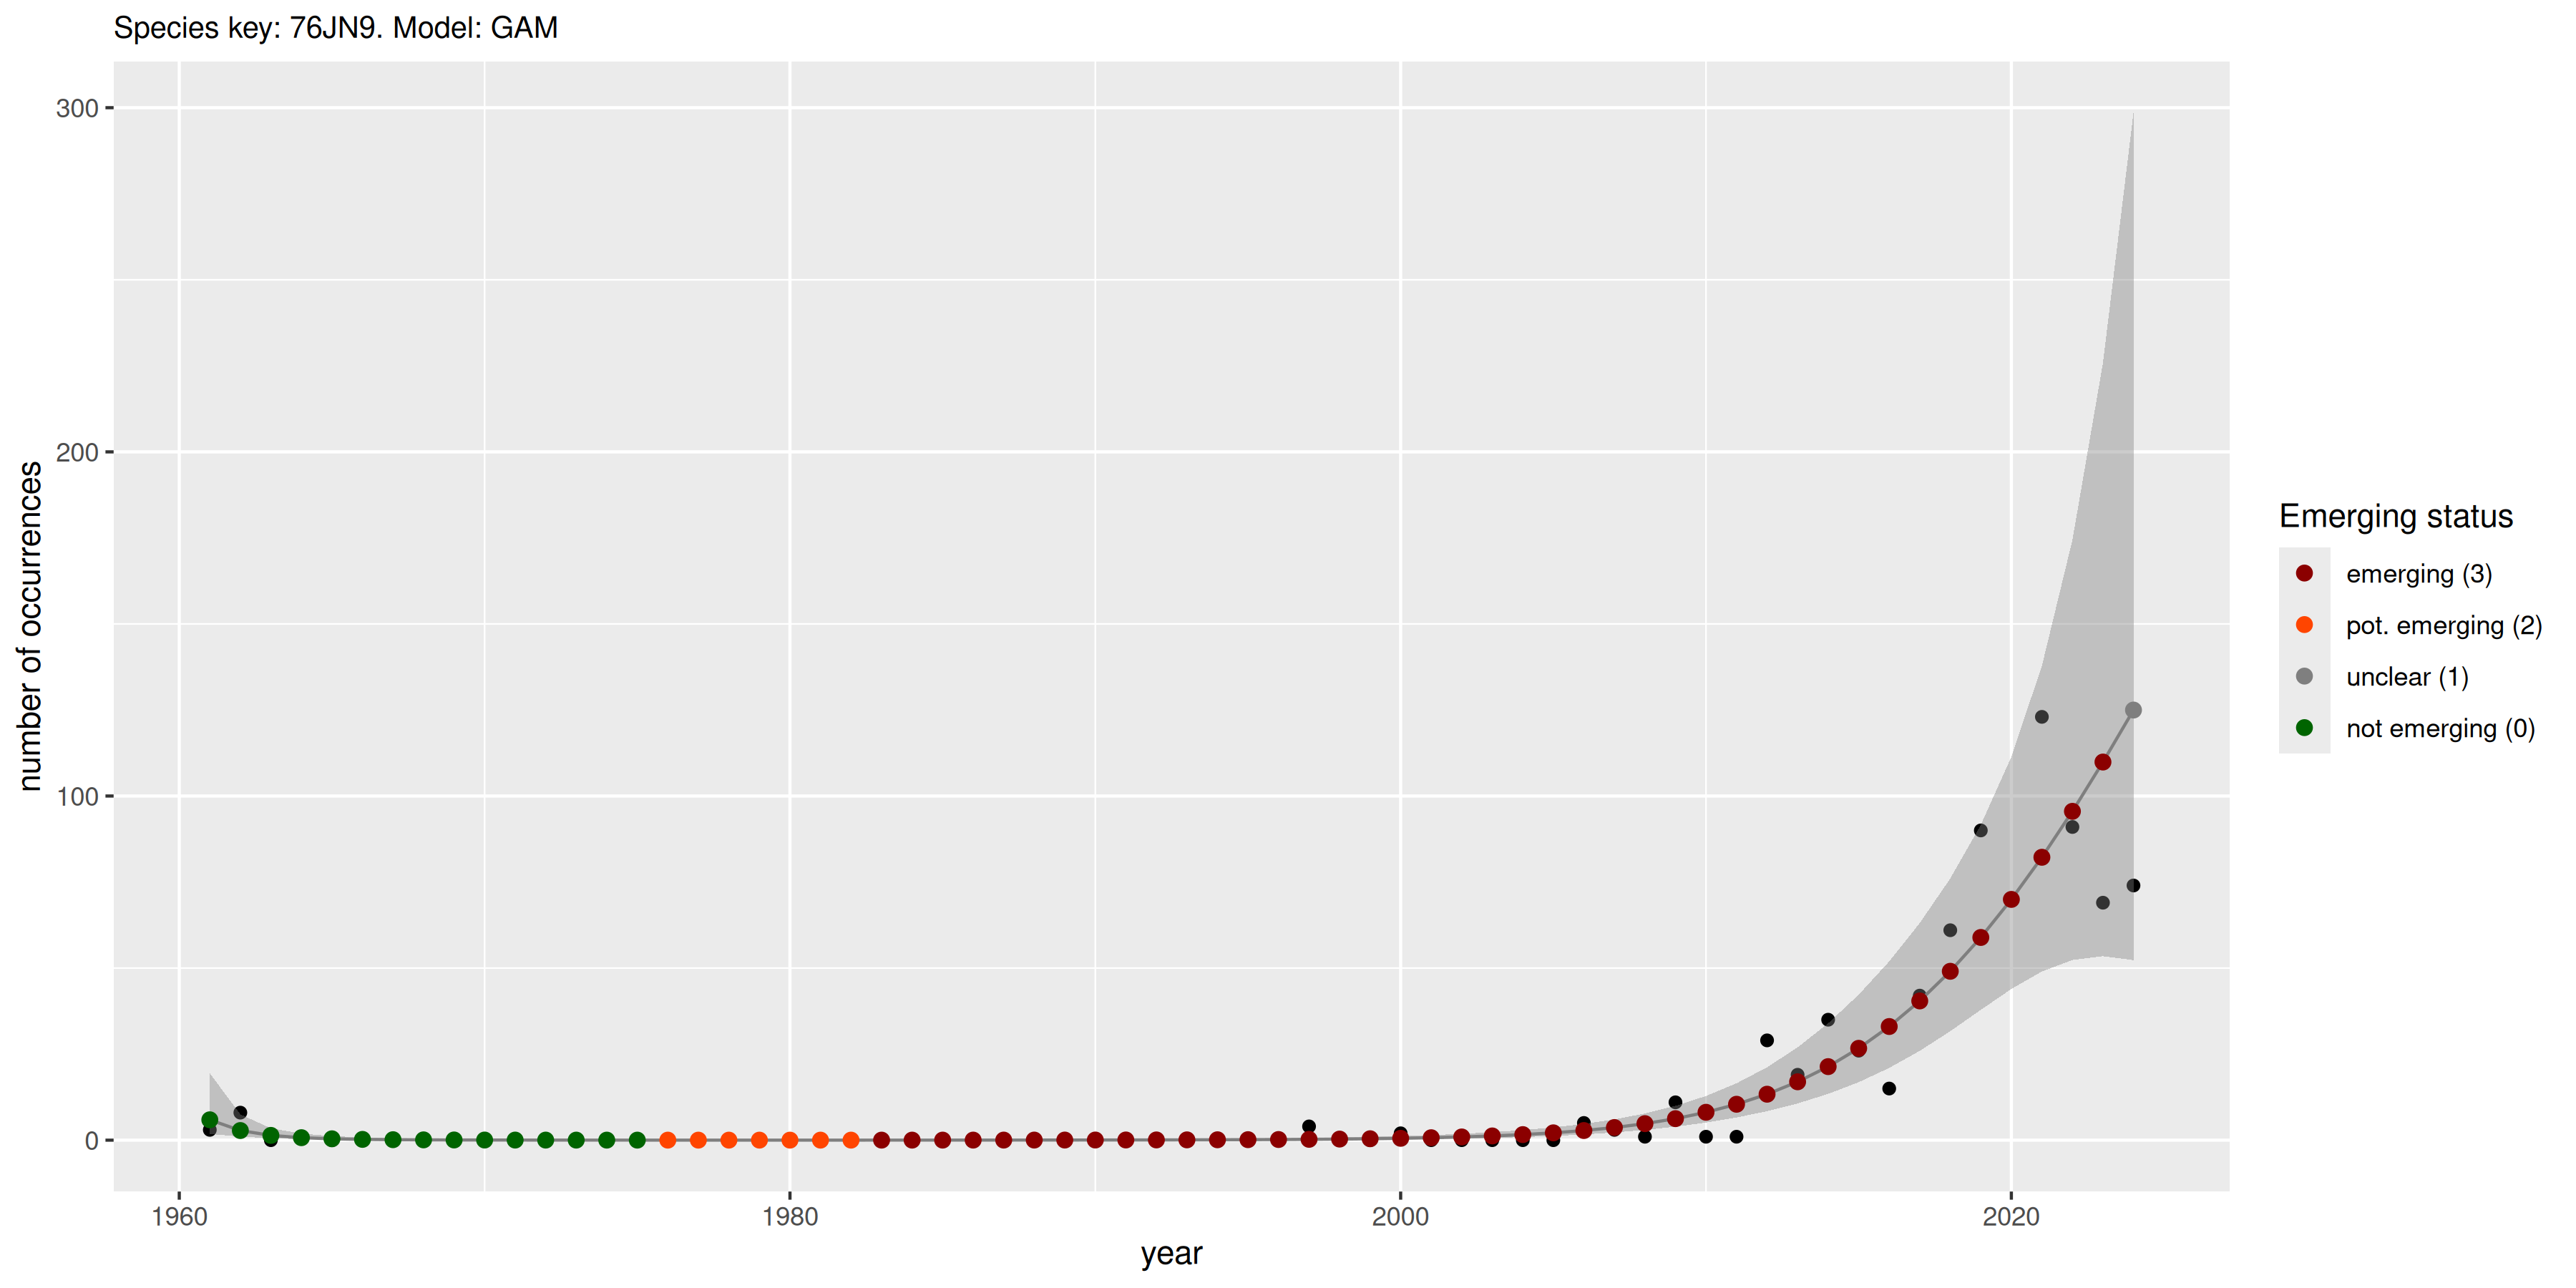 Species key: 76JN9. Model: GAM
300
200
100
0
number of occurrences
1960
1980
2000
2020
year
Emerging status
emerging (3)
pot. emerging (2)
unclear (1)
not emerging (0)